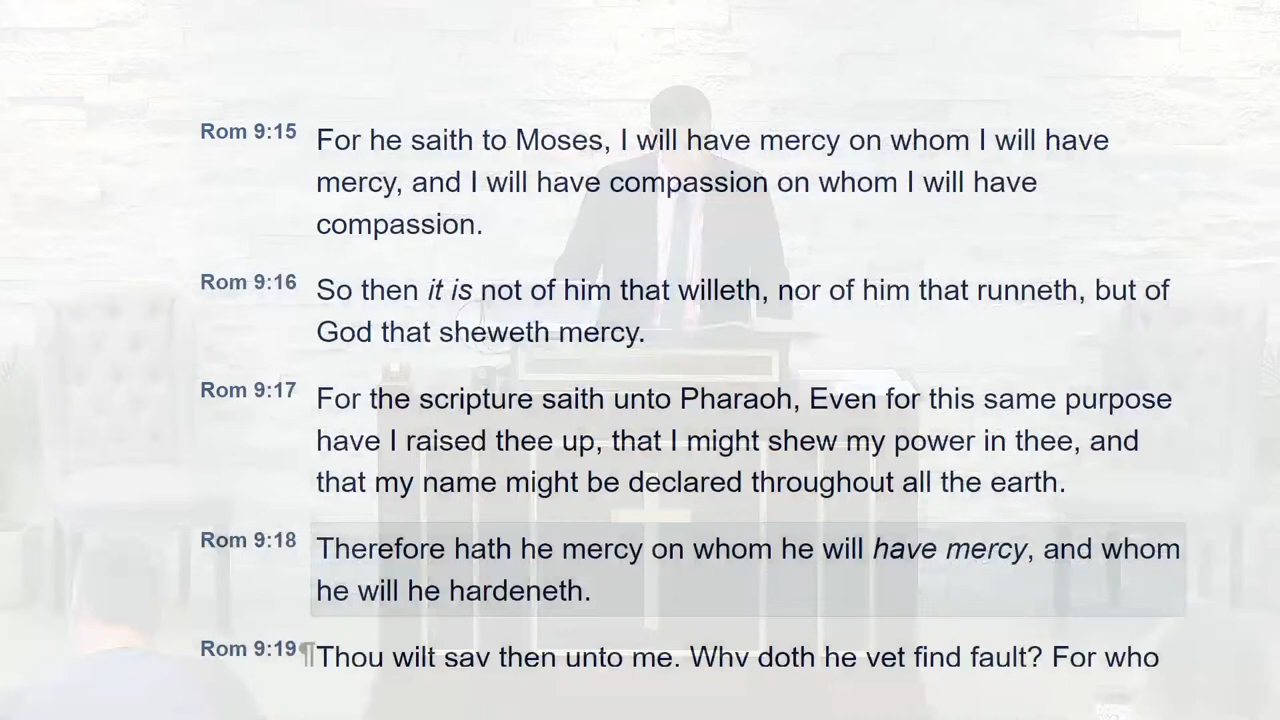 Rom 9:15 For he saith to Moses, I will have mercy on whom I will have
mercy, and I will have compassion on whom I will have
compassion.
Rom 9:16 So then it is not of him that willeth, nor of him that runneth, but of
God that sheweth mercy.
Rom 9:17 For the scripture saith unto Pharaoh, Even for this same purpose
have I raised thee up, that I might shew my power in thee, and
that my name might be declared throughout all the earth.
Rom 9:18 Therefore hath he mercy on whom he will have mercy, and whom
he will he hardeneth.
Rom 9:19 ¶Thou wilt say then unto me, Why doth he yet find fault? For who